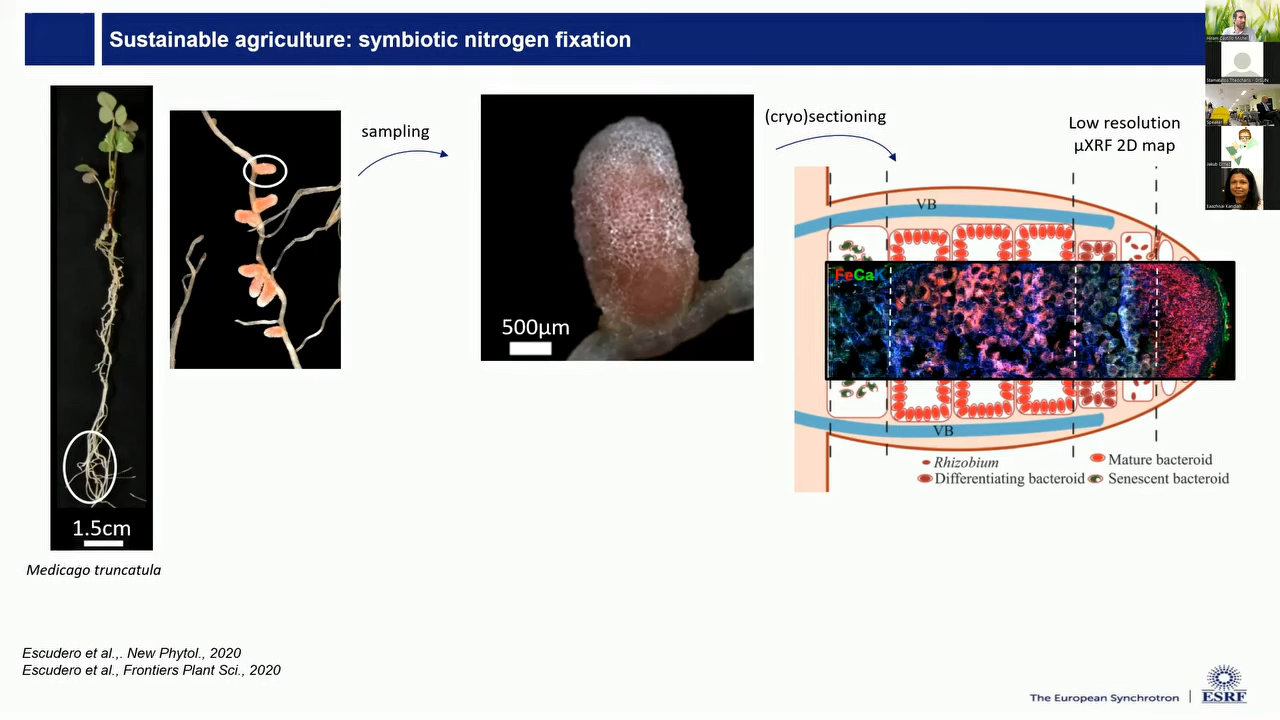 Sustainable agriculture: symbiotic nitrogen fixation
sampling
(cryo)sectioning
Low resolution
µXRF 2D map
VB
FeCaK
500µm
VB
Rhizobium
Mature bacteroid
Differentiating bacteroid
Senescent bacteroid
1.5cm
Medicago truncatula
Escudero et al.,. New Phytol., 2020
Escudero et al., Frontiers Plant Sci., 2020
The European Synchrotron
ESRF
Speaker